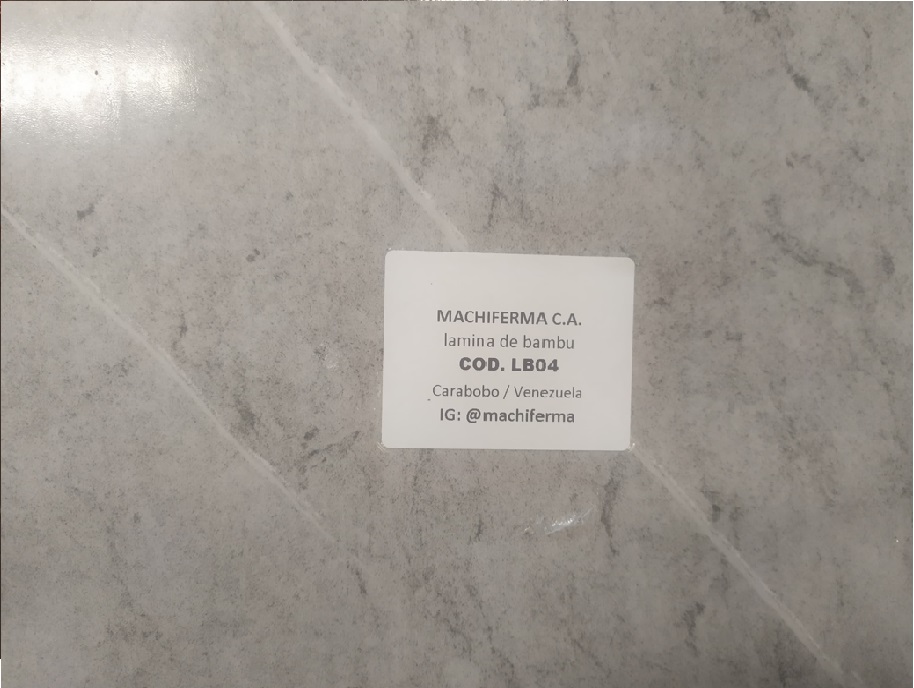 MACHIFERMA C.A.
lamina de bambu
COD. LB04
Carabobo / Venezuela
IG: @machiferma